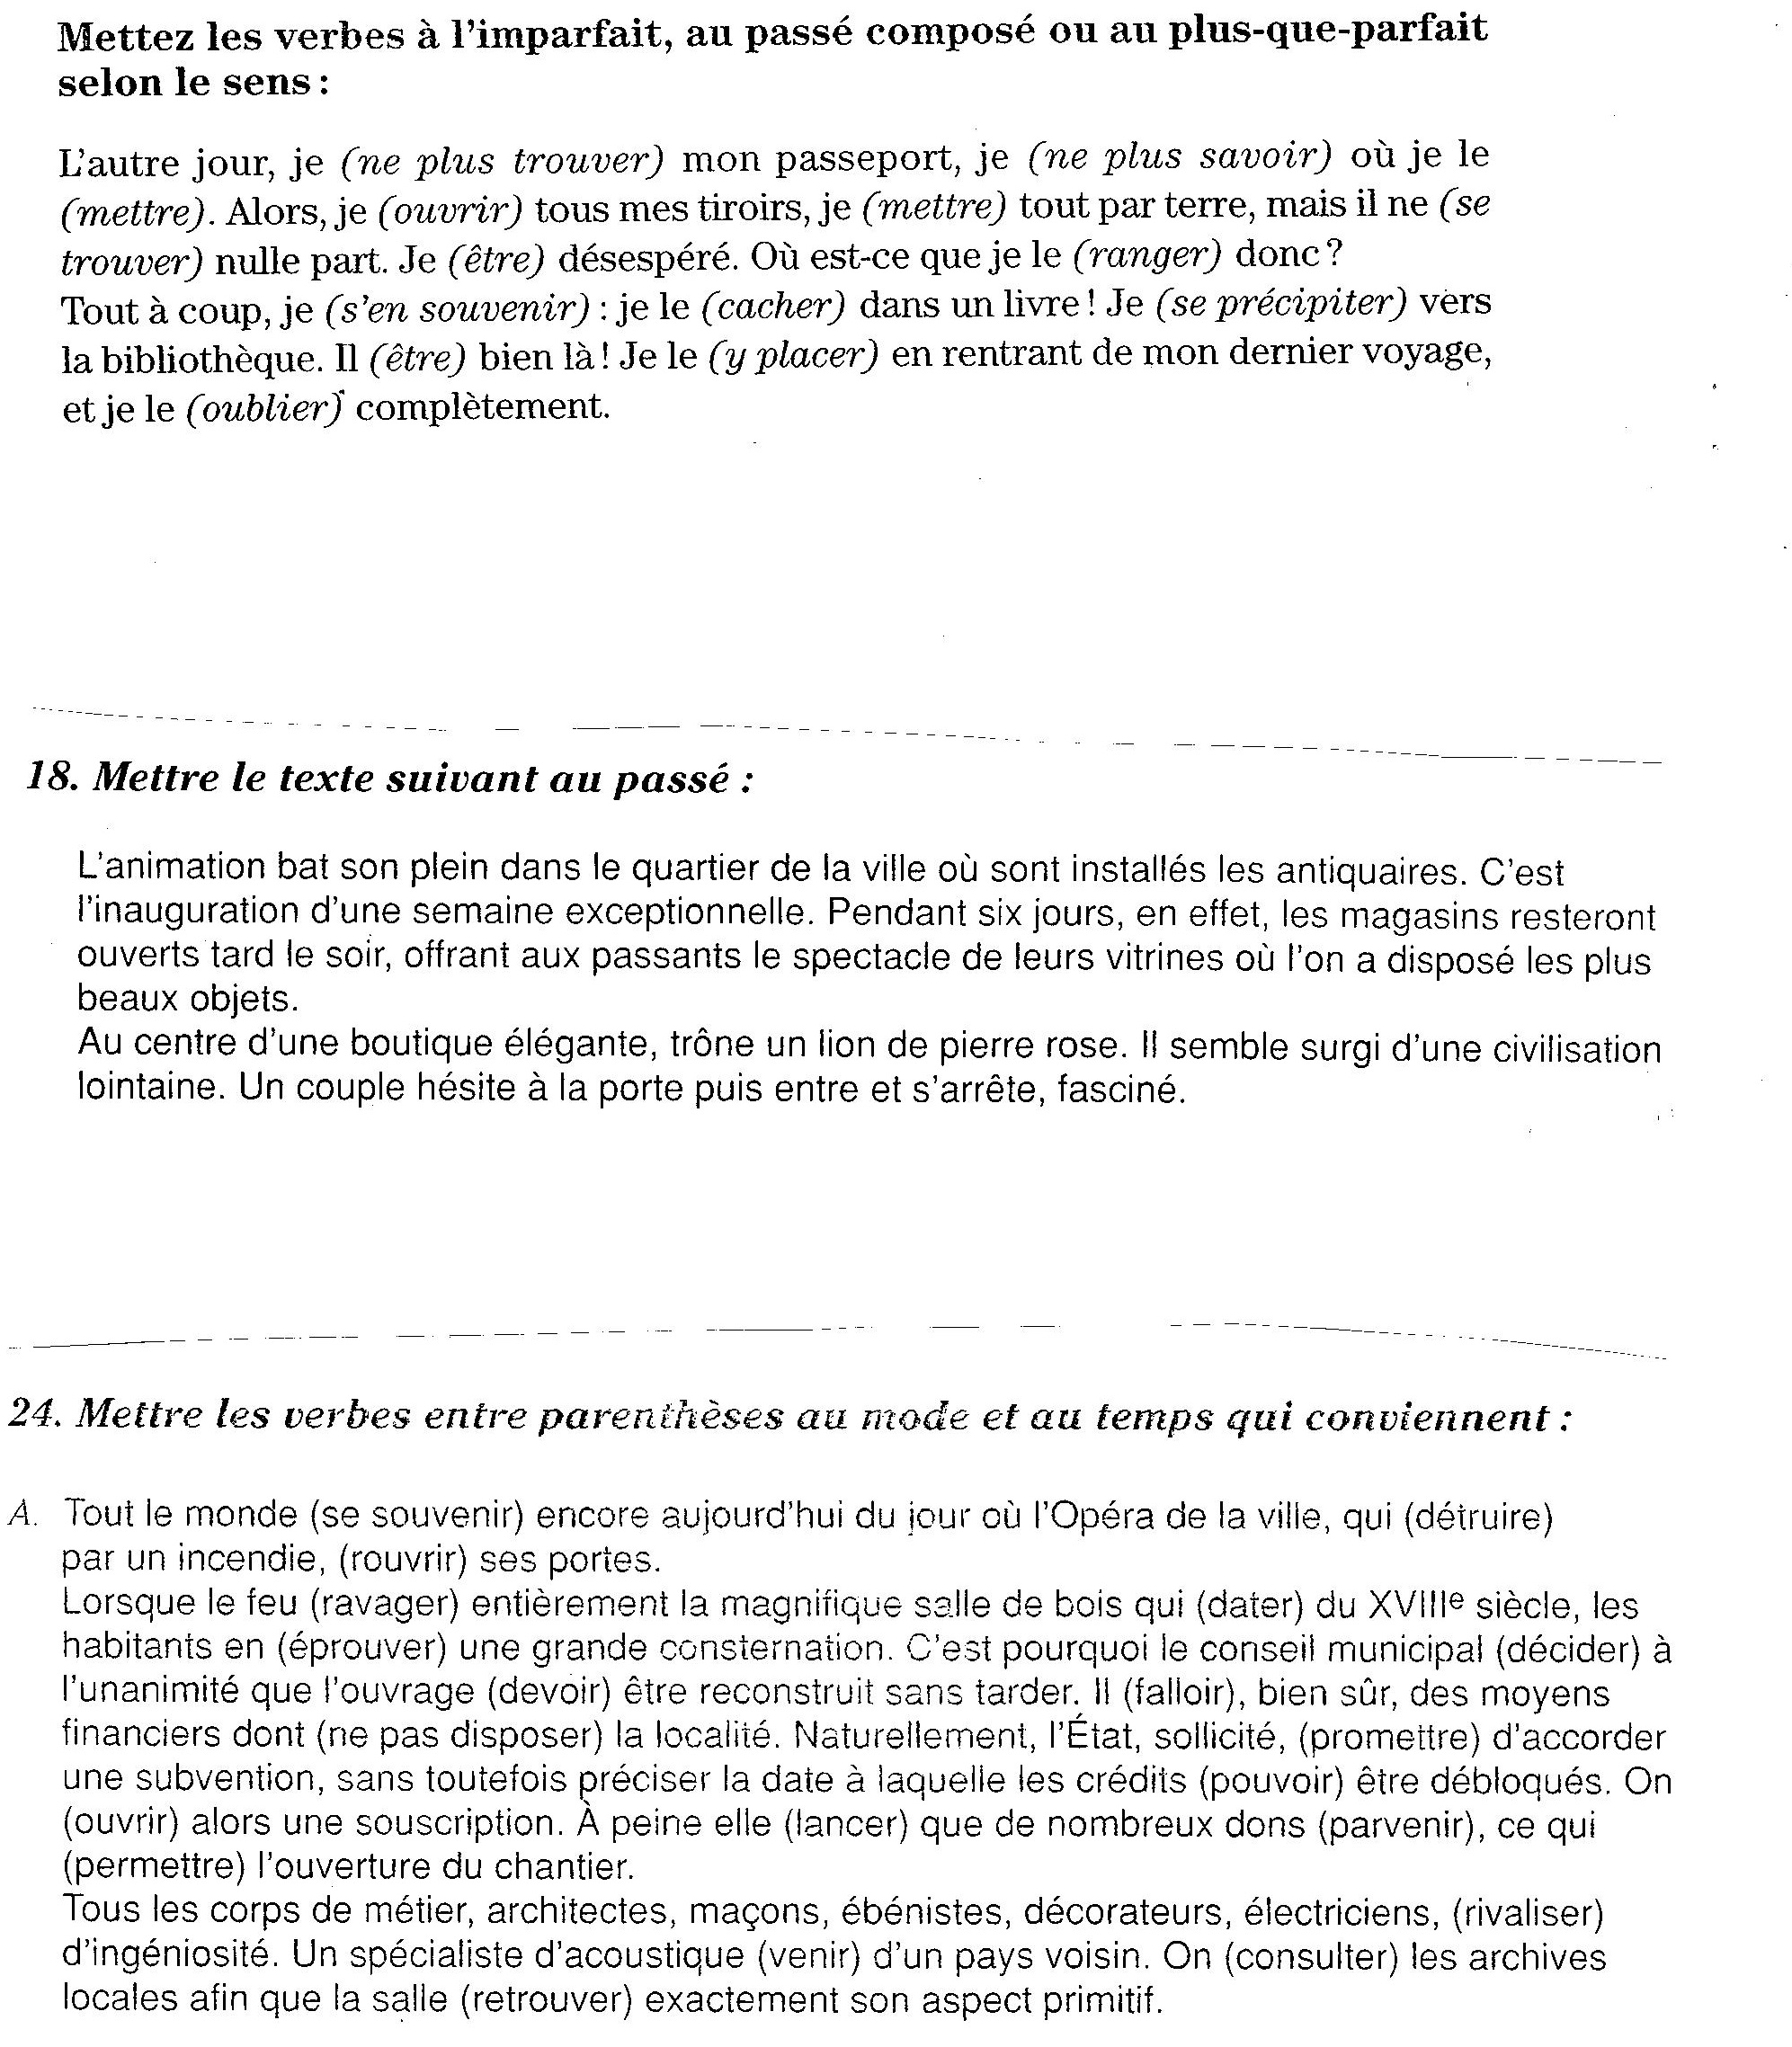 Mettez les verbes à l'imparfait, au passé composé ou au plus-que-parfait
selon le sens :
L'autre jour, je (ne plus trouver) mon passeport, je (ne plus savoir) où je le
(mettre). Alors, je (ouvrir) tous mes tiroirs, je (mettre) tout par terre, mais il ne (se
trouver) nulle part. Je (être) désespéré. Où est-ce que je le (ranger) donc ?
Tout à coup, je (s'en souvenir) : je le (cacher) dans un livre ! Je (se précipiter) vers
la bibliothèque. Il (être) bien là ! Je le (y placer) en rentrant de mon dernier voyage,
et je le (oublier) complètement.
18. Mettre le texte suivant au passé :
L'animation bat son plein dans le quartier de la ville où sont installés les antiquaires. C'est
l'inauguration d'une semaine exceptionnelle. Pendant six jours, en effet, les magasins resteront
ouverts tard le soir, offrant aux passants le spectacle de leurs vitrines où l'on a disposé les plus
beaux objets.
Au centre d'une boutique élégante, trône un lion de pierre rose. Il semble surgi d'une civilisation
lointaine. Un couple hésite à la porte puis entre et s'arrête, fasciné.
24. Mettre les verbes entre parenthèses au mode et au temps qui conviennent :
A. Tout le monde (se souvenir) encore aujourd'hui du jour où l'Opéra de la ville, qui (détruire)
par un incendie, (rouvrir) ses portes.
Lorsque le feu (ravager) entièrement la magnifique salle de bois qui (dater) du XVIIIe siècle, les
habitants en (éprouver) une grande consternation. C'est pourquoi le conseil municipal (décider) à
l'unanimité que l'ouvrage (devoir) être reconstruit sans tarder. Il (falloir), bien sûr, des moyens
financiers dont (ne pas disposer) la localité. Naturellement, l'État, sollicité, (promettre) d'accorder
une subvention, sans toutefois préciser la date à laquelle les crédits (pouvoir) être débloqués. On
(ouvrir) alors une souscription. À peine elle (lancer) que de nombreux dons (parvenir), ce qui
(permettre) l'ouverture du chantier.
Tous les corps de métier, architectes, maçons, ébénistes, décorateurs, électriciens, (rivaliser)
d'ingéniosité. Un spécialiste d'acoustique (venir) d'un pays voisin. On (consulter) les archives
locales afin que la salle (retrouver) exactement son aspect primitif.